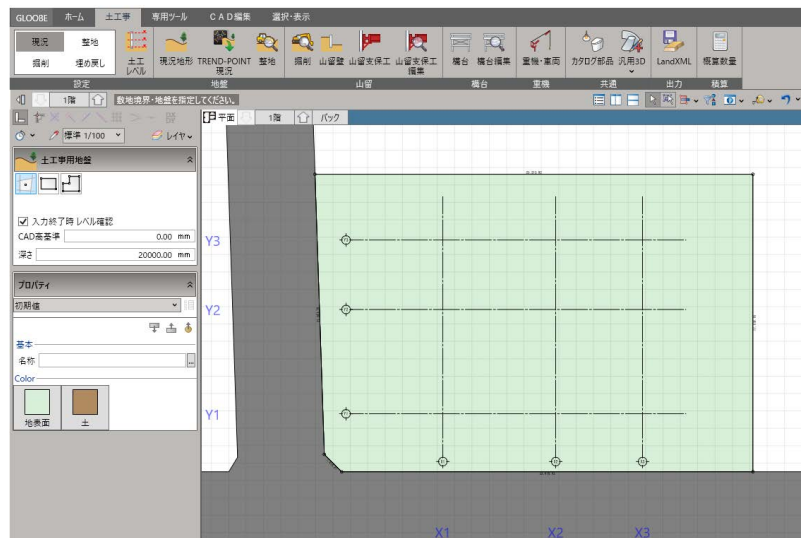 GLOOBE ホーム 土工事 専用ツール CAD編集 選択・表示
現況 整地
掘削 埋め戻し
土工レベル
現況地形
TREND-POINT現況
整地
掘削 山留壁 山留支保工 山留支保工編集
構台 構台編集
重機・車両
カタログ部品 汎用3D
LandXML
概算数量
設定 地盤 山留 構台 重機 共通 出力 積算
1階 敷地境界・地盤を指定してください。
標準 1/100 レイヤ
平面 1階 バック
土工事用地盤
入力終了時 レベル確認
CAD高基準 0.00 mm
深さ 20000.00 mm
プロパティ
初期値
基本
名称
Color
地表面 土
Y3
Y2
Y1
X1 X2 X3